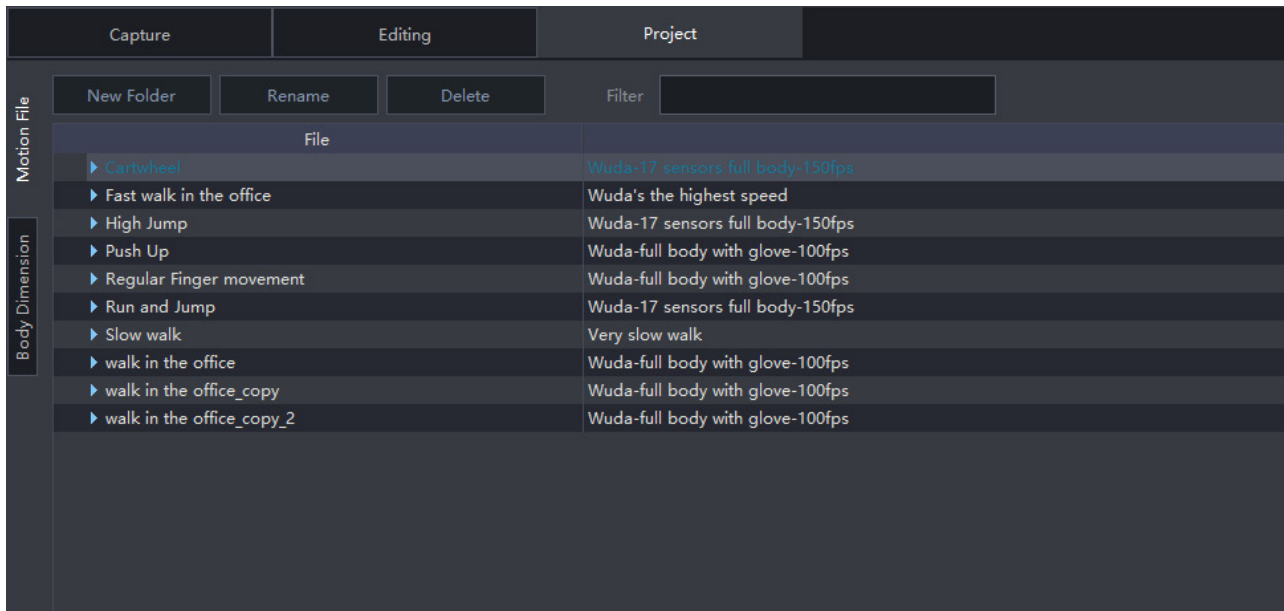 Capture Editing Project
New Folder Rename Delete Filter
Motion File
Body Dimension
File
Cartwheel Wuda-17 sensors full body-150fps
Fast walk in the office Wuda's the highest speed
High Jump Wuda-17 sensors full body-150fps
Push Up Wuda-full body with glove-100fps
Regular Finger movement Wuda-full body with glove-100fps
Run and Jump Wuda-17 sensors full body-150fps
Slow walk Very slow walk
walk in the office Wuda-full body with glove-100fps
walk in the office_copy Wuda-full body with glove-100fps
walk in the office_copy_2 Wuda-full body with glove-100fps